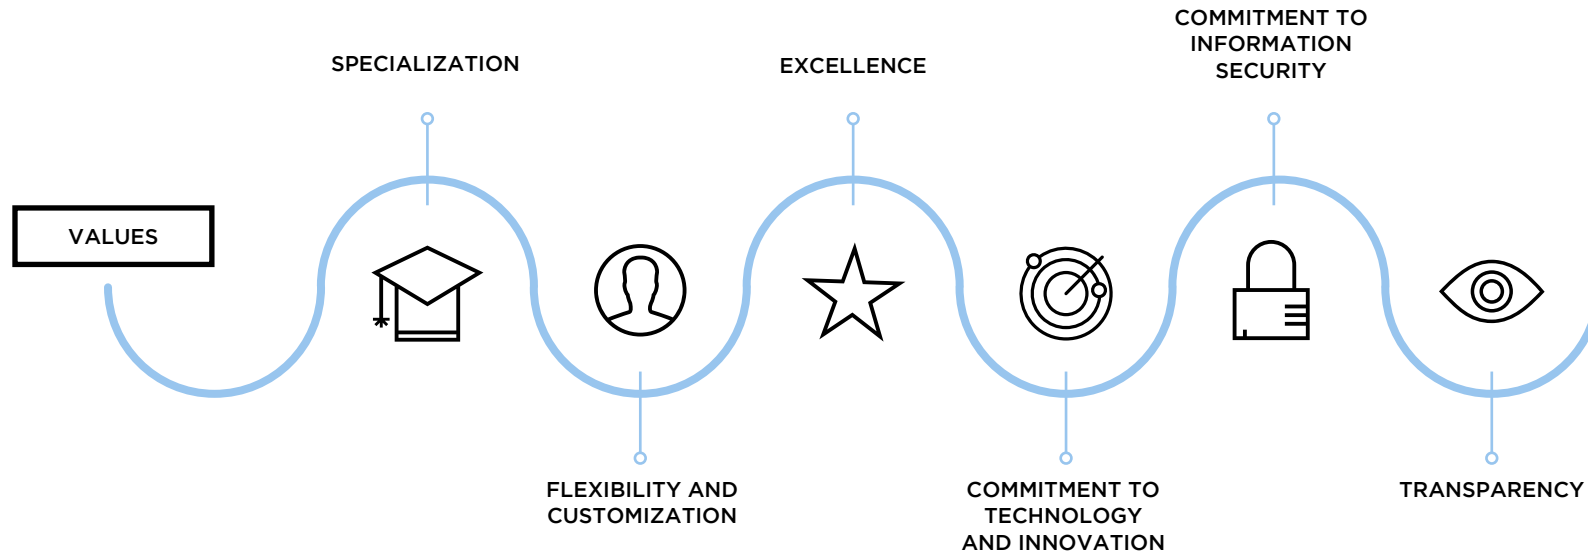 VALUES
SPECIALIZATION
FLEXIBILITY AND
CUSTOMIZATION
EXCELLENCE
COMMITMENT TO
TECHNOLOGY
AND INNOVATION
COMMITMENT TO
INFORMATION
SECURITY
TRANSPARENCY